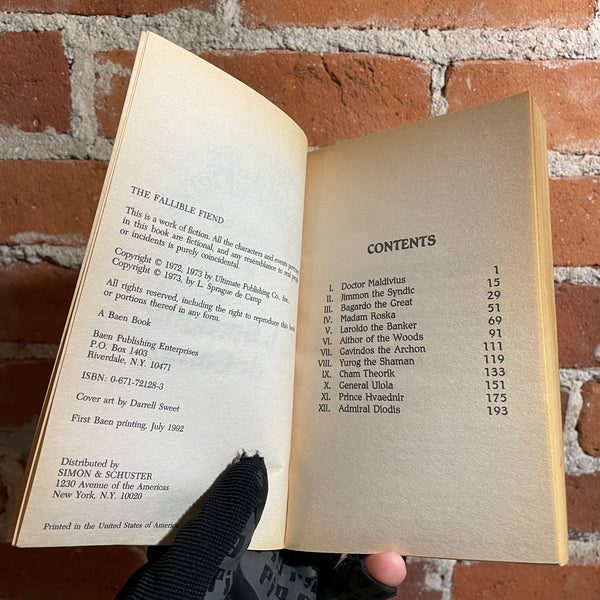 THE FALLIBLE FIEND
This is a work of fiction. All the characters and events
in this book are fictional, and any resemblance to real
or incidents is purely coincidental.
Copyright © 1972, 1973 by Ultimate Publishing Co., Inc.
Copyright © 1973, by L. Sprague de Camp
All rights reserved, including the right to reproduce this book
or portions thereof in any form.
A Baen Book
Baen Publishing Enterprises
P.O. Box 1403
Riverdale, N.Y. 10471
ISBN: 0-671-72128-3
Cover art by Darrell Sweet
First Baen printing, July 1992
Distributed by
SIMON & SCHUSTER
1230 Avenue of the Americas
New York, N.Y. 10020
Printed in the United States of America
CONTENTS
I. Doctor Maldivius 1
II. Jimmon the Syndic 15
III. Bagardo the Great 29
IV. Madam Roska 51
V. Laroldo the Banker 69
VI. Aithor of the Woods 91
VII. Gavindos the Archon 111
VIII. Yurog the Shaman 119
IX. Cham Theorik 133
X. General Ulola 151
XI. Prince Hvaednir 175
XII. Admiral Diodis 193